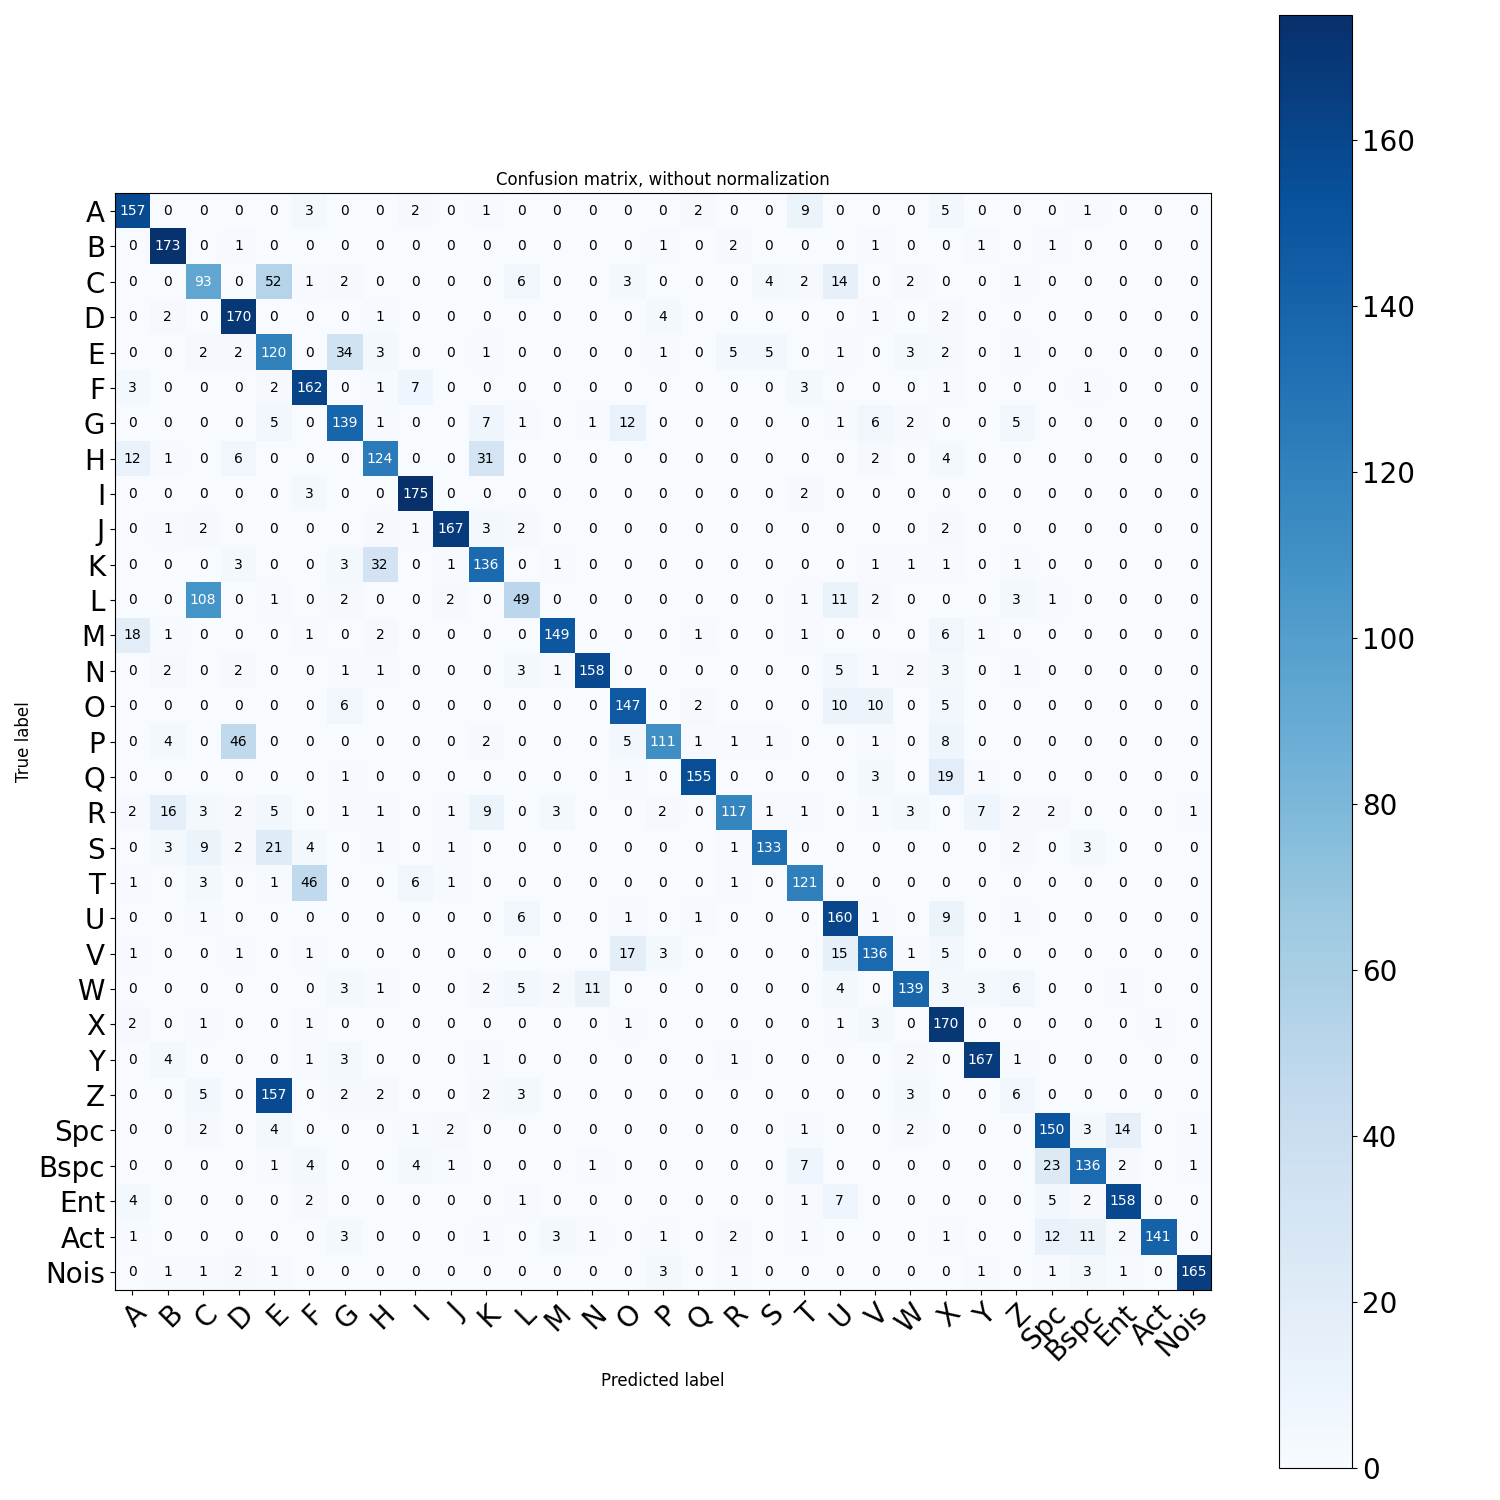 Confusion matrix, without normalization
A 157 0 0 0 0 3 0 0 2 0 1 0 0 0 0 0 2 0 0 9 0 0 0 5 0 0 0 1 0 0 0
B 0 173 0 1 0 0 0 0 0 0 0 0 0 0 0 1 0 2 0 0 0 1 0 0 1 0 1 0 0 0 0
C 0 0 93 0 52 1 2 0 0 0 0 6 0 0 3 0 0 0 4 2 14 0 2 0 0 1 0 0 0 0 0
D 0 2 0 170 0 0 0 1 0 0 0 0 0 0 0 4 0 0 0 0 0 1 0 2 0 0 0 0 0 0 0
E 0 0 2 2 120 0 34 3 0 0 1 0 0 0 0 1 0 5 5 0 1 0 3 2 0 1 0 0 0 0 0
F 3 0 0 0 2 162 0 1 7 0 0 0 0 0 0 0 0 0 0 3 0 0 0 1 0 0 0 1 0 0 0
G 0 0 0 0 5 0 139 1 0 0 7 1 0 1 12 0 0 0 0 0 1 6 2 0 0 5 0 0 0 0 0
H 12 1 0 6 0 0 0 124 0 0 31 0 0 0 0 0 0 0 0 0 0 2 0 4 0 0 0 0 0 0 0
I 0 0 0 0 0 3 0 0 175 0 0 0 0 0 0 0 0 0 0 2 0 0 0 0 0 0 0 0 0 0 0
J 0 1 2 0 0 0 0 2 1 167 3 2 0 0 0 0 0 0 0 0 0 0 0 2 0 0 0 0 0 0 0
K 0 0 0 3 0 0 3 32 0 1 136 0 1 0 0 0 0 0 0 0 0 1 1 1 0 1 0 0 0 0 0
L 0 0 108 0 1 0 2 0 0 2 0 49 0 0 0 0 0 0 0 1 11 2 0 0 0 3 1 0 0 0 0
M 18 1 0 0 0 1 0 2 0 0 0 0 149 0 0 0 1 0 0 1 0 0 0 6 1 0 0 0 0 0 0
N 0 2 0 2 0 0 1 1 0 0 0 3 1 158 0 0 0 0 0 0 5 1 2 3 0 1 0 0 0 0 0
O 0 0 0 0 0 0 6 0 0 0 0 0 0 0 147 0 2 0 0 0 10 10 0 5 0 0 0 0 0 0 0
P 0 4 0 46 0 0 0 0 0 0 2 0 0 0 5 111 1 1 1 0 0 1 0 8 0 0 0 0 0 0 0
Q 0 0 0 0 0 0 1 0 0 0 0 0 0 0 1 0 155 0 0 0 0 3 0 19 1 0 0 0 0 0 0
R 2 16 3 2 5 0 1 1 0 1 9 0 3 0 0 2 0 117 1 1 0 1 3 0 7 2 2 0 0 0 1
S 0 3 9 2 21 4 0 1 0 1 0 0 0 0 0 0 0 1 133 0 0 0 0 0 0 2 0 3 0 0 0
T 1 0 3 0 1 46 0 0 6 1 0 0 0 0 0 0 0 1 0 121 0 0 0 0 0 0 0 0 0 0 0
U 0 0 1 0 0 0 0 0 0 0 0 6 0 0 1 0 1 0 0 0 160 1 0 9 0 1 0 0 0 0 0
V 1 0 0 1 0 1 0 0 0 0 0 0 0 0 17 3 0 0 0 0 15 136 1 5 0 0 0 0 0 0 0
W 0 0 0 0 0 0 3 1 0 0 2 5 2 11 0 0 0 0 0 0 4 0 139 3 3 6 0 0 1 0 0
X 2 0 1 0 0 1 0 0 0 0 0 0 0 0 1 0 0 0 0 0 1 3 0 170 0 0 0 0 0 1 0
Y 0 4 0 0 0 1 3 0 0 0 1 0 0 0 0 0 0 1 0 0 0 0 2 0 167 1 0 0 0 0 0
Z 0 0 5 0 157 0 2 2 0 0 2 3 0 0 0 0 0 0 0 0 0 0 3 0 0 6 0 0 0 0 0
Spc 0 0 2 0 4 0 0 0 1 2 0 0 0 0 0 0 0 0 0 1 0 0 2 0 0 0 150 3 14 0 1
Bspc 0 0 0 0 1 4 0 0 4 1 0 0 0 1 0 0 0 0 0 7 0 0 0 0 0 0 23 136 2 0 1
Ent 4 0 0 0 0 2 0 0 0 0 0 1 0 0 0 0 0 0 0 1 7 0 0 0 0 0 5 2 158 0 0
Act 1 0 0 0 0 0 3 0 0 0 1 0 3 1 0 1 0 2 0 1 0 0 0 1 0 0 12 11 2 141 0
Nois 0 1 1 2 1 0 0 0 0 0 0 0 0 0 0 3 0 1 0 0 0 0 0 0 1 0 1 3 1 0 165
A B C D E F G H I J K L M N O P Q R S T U V W X Y Z Spc Bspc Ent Act Nois
Predicted label
True label
160
140
120
100
80
60
40
20
0